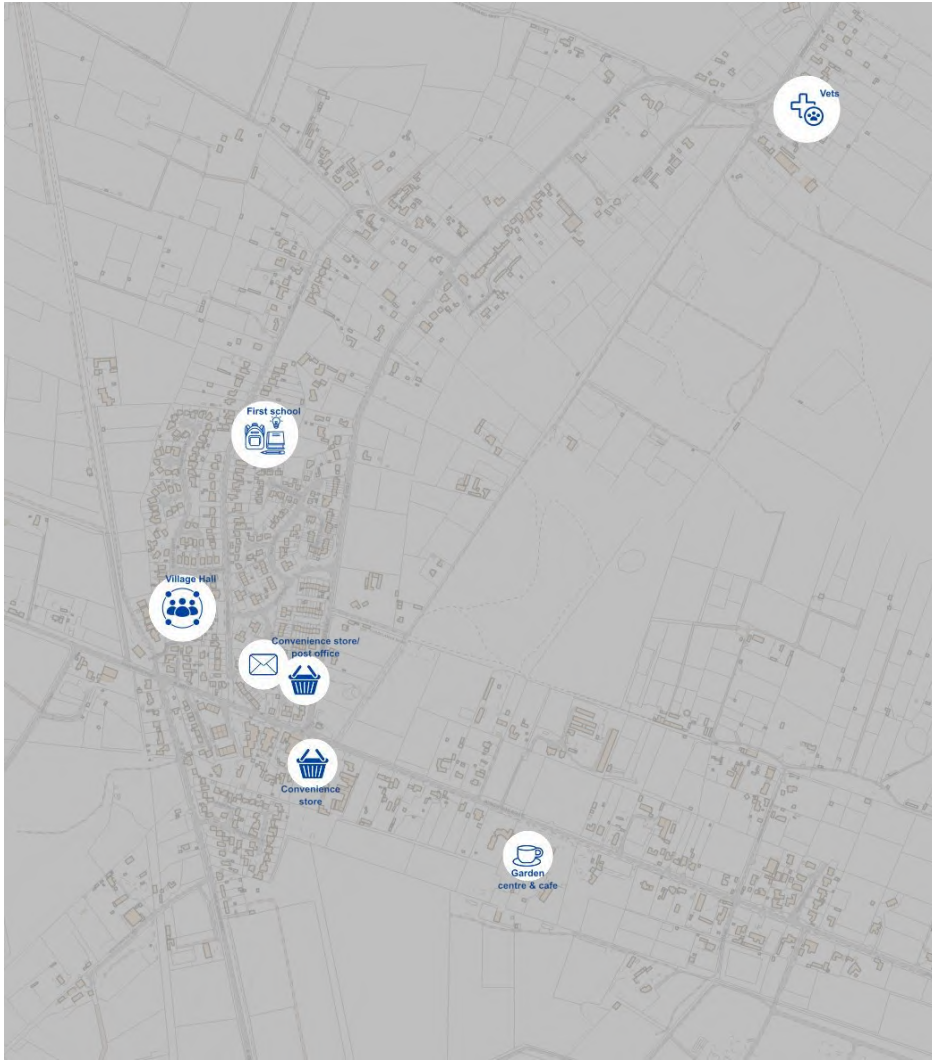 Vets
First school
Village Hall
Convenience store/
post office
Convenience
store
Garden
centre & cafe